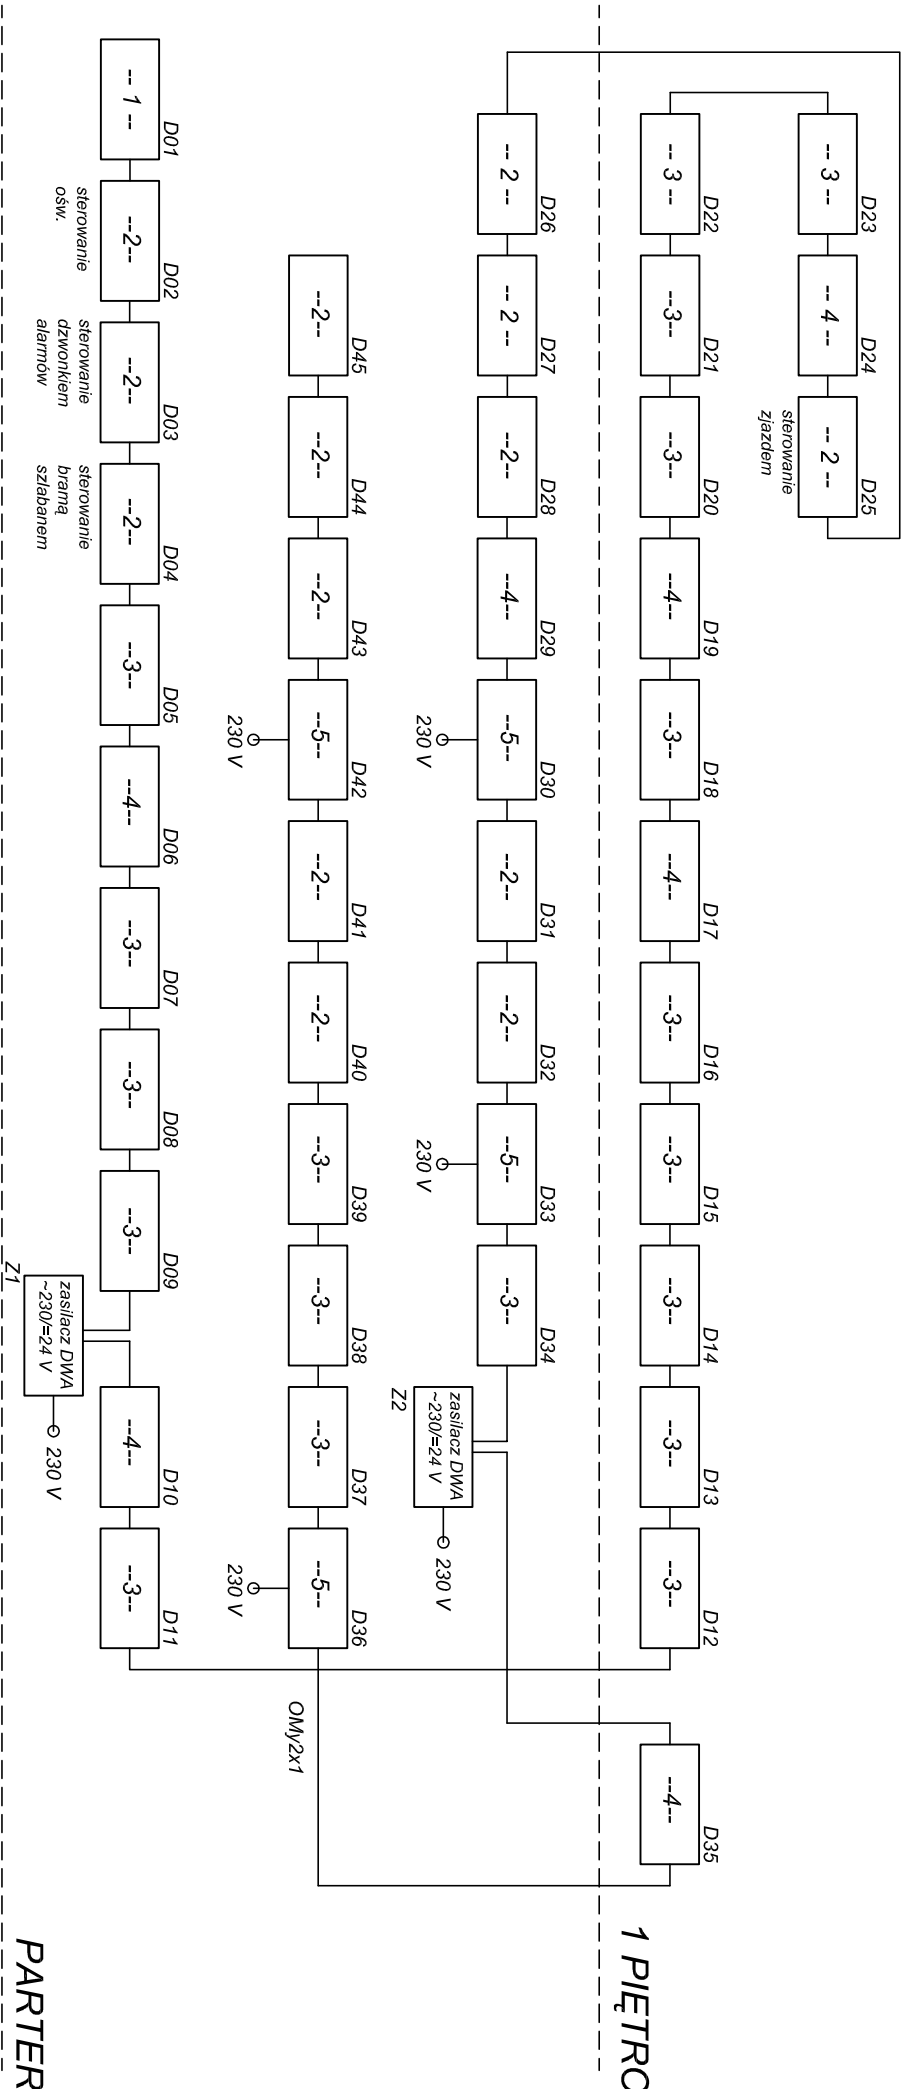 D23 D24 D25
-- 3 -- -- 4 -- -- 2 --
sterowanie
zjazdem
D22 D21 D20 D19 D18 D17 D16 D15 D14 D13 D12 D35
-- 3 -- --3-- --3-- --4-- --3-- --4-- --3-- --3-- --3-- --3-- --3-- --4--
1 PIĘTRO
D26 D27 D28 D29 D30 D31 D32 D33 D34
-- 2 -- -- 2 -- --2-- --4-- --5-- --2-- --2-- --5-- --3--
230 V
230 V
zasilacz DWA
~230/=24 V
Z2
230 V
D45 D44 D43 D42 D41 D40 D39 D38 D37 D36
--2-- --2-- --2-- --5-- --2-- --2-- --3-- --3-- --3-- --5--
230 V
230 V
OMy2x1
D01 D02 D03 D04 D05 D06 D07 D08 D09 D10 D11
-- 1 -- --2-- --2-- --2-- --3-- --4-- --3-- --3-- --3-- --4-- --3--
sterowanie
ośw.
sterowanie
dzwonkiem
alarmów
sterowanie
bramą
szlabanem
zasilacz DWA
~230/=24 V
Z1
230 V
PARTER